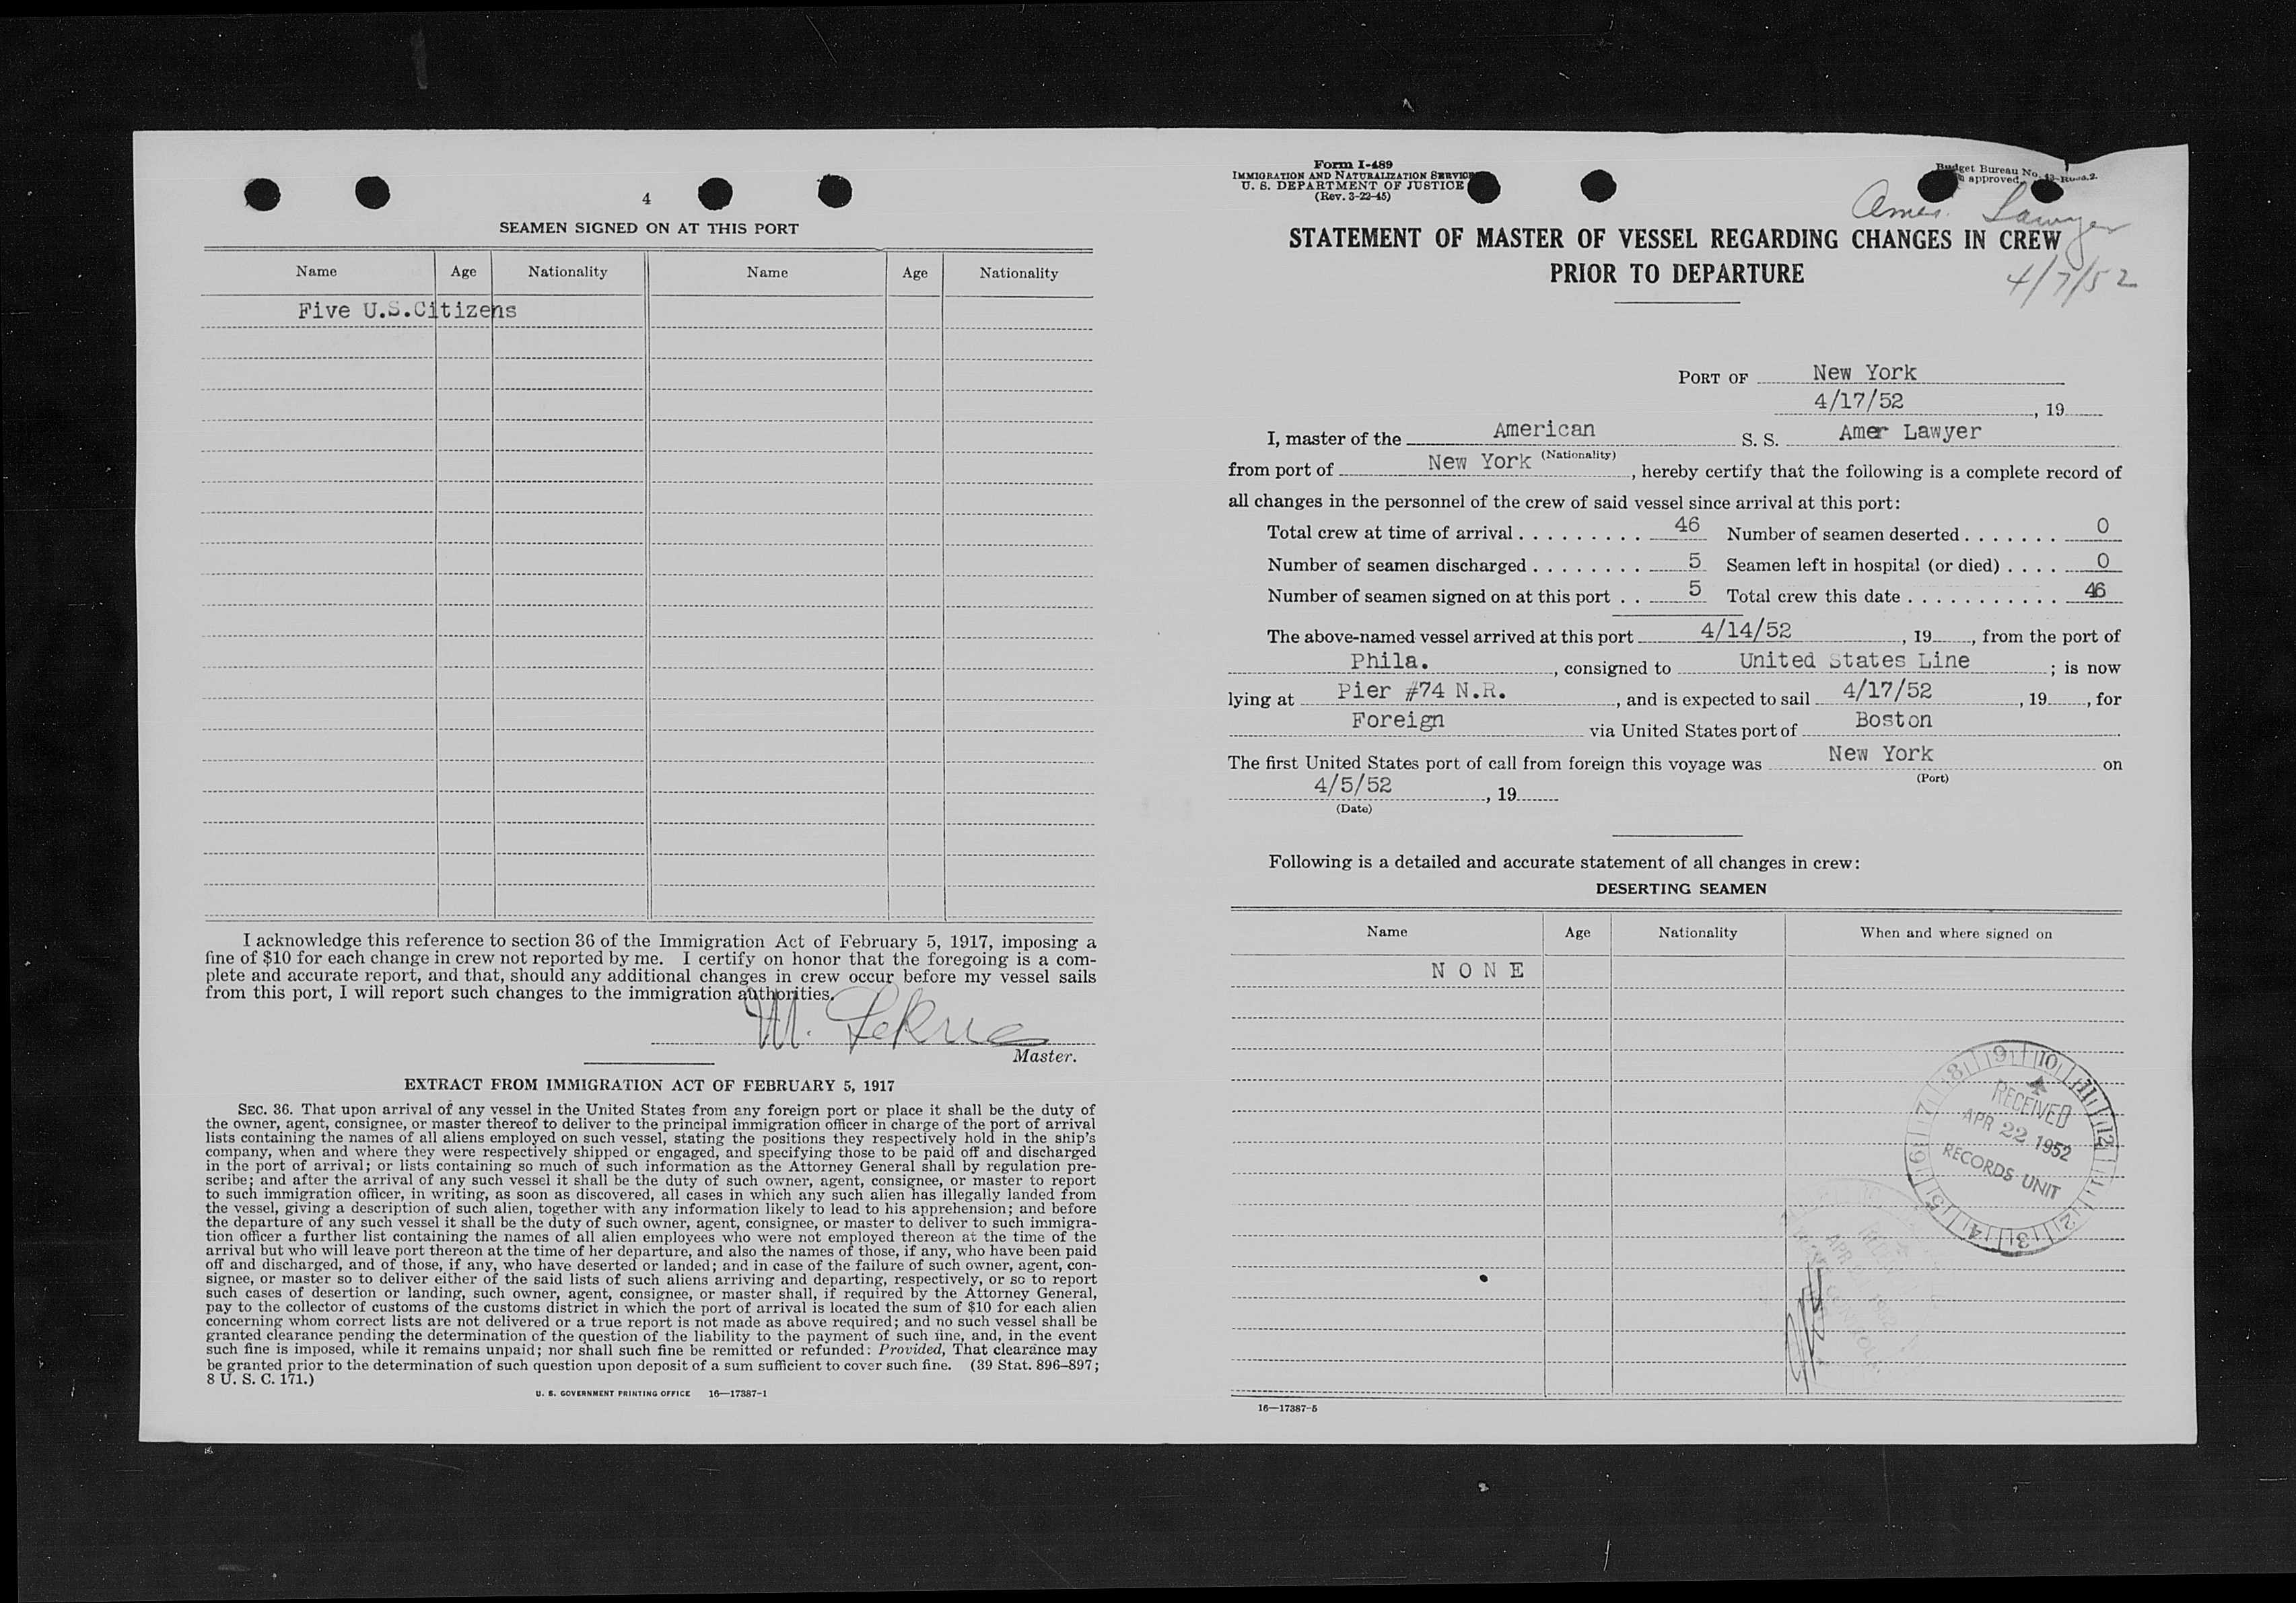 4
SEAMEN SIGNED ON AT THIS PORT
Name Age Nationality Name Age Nationality
Five U.S.Citizens
I acknowledge this reference to section 36 of the Immigration Act of February 5, 1917, imposing a
fine of $10 for each change in crew not reported by me. I certify on honor that the foregoing is a com-
plete and accurate report, and that, should any additional changes in crew occur before my vessel sails
from this port, I will report such changes to the immigration authorities.
M.
Master.
EXTRACT FROM IMMIGRATION ACT OF FEBRUARY 5, 1917
SEC. 36. That upon arrival of any vessel in the United States from any foreign port or place it shall be the duty of
the owner, agent, consignee, or master thereof to deliver to the principal immigration officer in charge of the port of arrival
lists containing the names of all aliens employed on such vessel, stating the positions they respectively hold in the ship's
company, when and where they were respectively shipped or engaged, and specifying those to be paid off and discharged
in the port of arrival; or lists containing so much of such information as the Attorney General shall by regulation pre-
scribe; and after the arrival of any such vessel it shall be the duty of such owner, agent, consignee, or master to report
to such immigration officer, in writing, as soon as discovered, all cases in which any such alien has illegally landed from
the vessel, giving a description of such alien, together with any information likely to lead to his apprehension; and before
the departure of any such vessel it shall be the duty of such owner, agent, consignee, or master to deliver to such immigra-
tion officer a further list containing the names of all alien employees who were not employed thereon at the time of the
arrival but who will leave port thereon at the time of her departure, and also the names of those, if any, who have been paid
off and discharged, and of those, if any, who have deserted or landed; and in case of the failure of such owner, agent, con-
signee, or master so to deliver either of the said lists of such aliens arriving and departing, respectively, or so to report
such cases of desertion or landing, such owner, agent, consignee, or master shall, if required by the Attorney General,
pay to the collector of customs of the customs district in which the port of arrival is located the sum of $10 for each alien
concerning whom correct lists are not delivered or a true report is not made as above required; and no such vessel shall be
granted clearance pending the determination of the question of the liability to the payment of such fine, and, in the event
such fine is imposed, while it remains unpaid; nor shall such fine be remitted or refunded: Provided, That clearance may
be granted prior to the determination of such question upon deposit of a sum sufficient to cover such fine. (39 Stat. 896–897;
8 U. S. C. 171.)
U. S. GOVERNMENT PRINTING OFFICE 16—17387-1
Form I-489
IMMIGRATION AND NATURALIZATION SERVICE
U. S. DEPARTMENT OF JUSTICE
(Rev. 3-22-45)
Budget Bureau No.
approved
Amer. Lawyer
4/7/52
STATEMENT OF MASTER OF VESSEL REGARDING CHANGES IN CREW
PRIOR TO DEPARTURE
PORT OF New York
4/17/52, 19
I, master of the American S. S. Amer Lawyer
(Nationality)
from port of New York, hereby certify that the following is a complete record of
all changes in the personnel of the crew of said vessel since arrival at this port:
Total crew at time of arrival . . . . . . . . . 46 Number of seamen deserted . . . . . . . 0
Number of seamen discharged . . . . . . . . 5 Seamen left in hospital (or died) . . . . 0
Number of seamen signed on at this port . . 5 Total crew this date . . . . . . . . . . . . 46
The above-named vessel arrived at this port 4/14/52, 19, from the port of
Phila., consigned to United States Line; is now
lying at Pier #74 N.R., and is expected to sail 4/17/52, 19, for
Foreign via United States port of Boston
The first United States port of call from foreign this voyage was New York on
(Port)
4/5/52, 19
(Date)
Following is a detailed and accurate statement of all changes in crew:
DESERTING SEAMEN
Name Age Nationality When and where signed on
N O N E
9 10 11 12 1 2 3 4 5 6 7 8
RECEIVED
APR 22 1952
RECORDS UNIT
16—17387-5